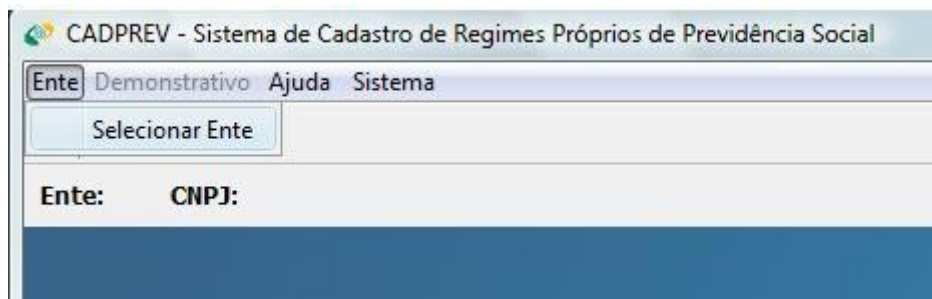 CADPREV - Sistema de Cadastro de Regimes Próprios de Previdência Social
Ente Demonstrativo Ajuda Sistema
Selecionar Ente
Ente: CNPJ: